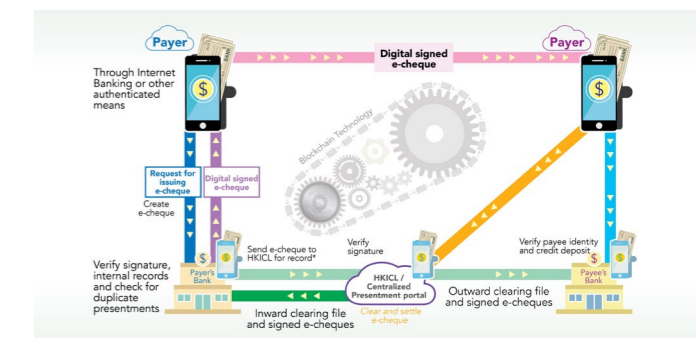 Payer
Payer
Digital signed
e-cheque
Through Internet
Banking or other
authenticated
means
$
BANK
$
BANK
Blockchain Technology
Request for
issuing
e-cheque
Digital signed
e-cheque
Create
e-cheque
Send e-cheque to
HKICL for record*
Verify
signature
Verify payee identity
and credit deposit
Verify signature,
internal records
and check for
duplicate
presentments
$
$
$
$
$
Payer's
Bank
HKICL /
Centralized
Presentment portal
Payee's
Bank
Clear and settle
e-cheque
Inward clearing file
and signed e-cheques
Outward clearing file
and signed e-cheques